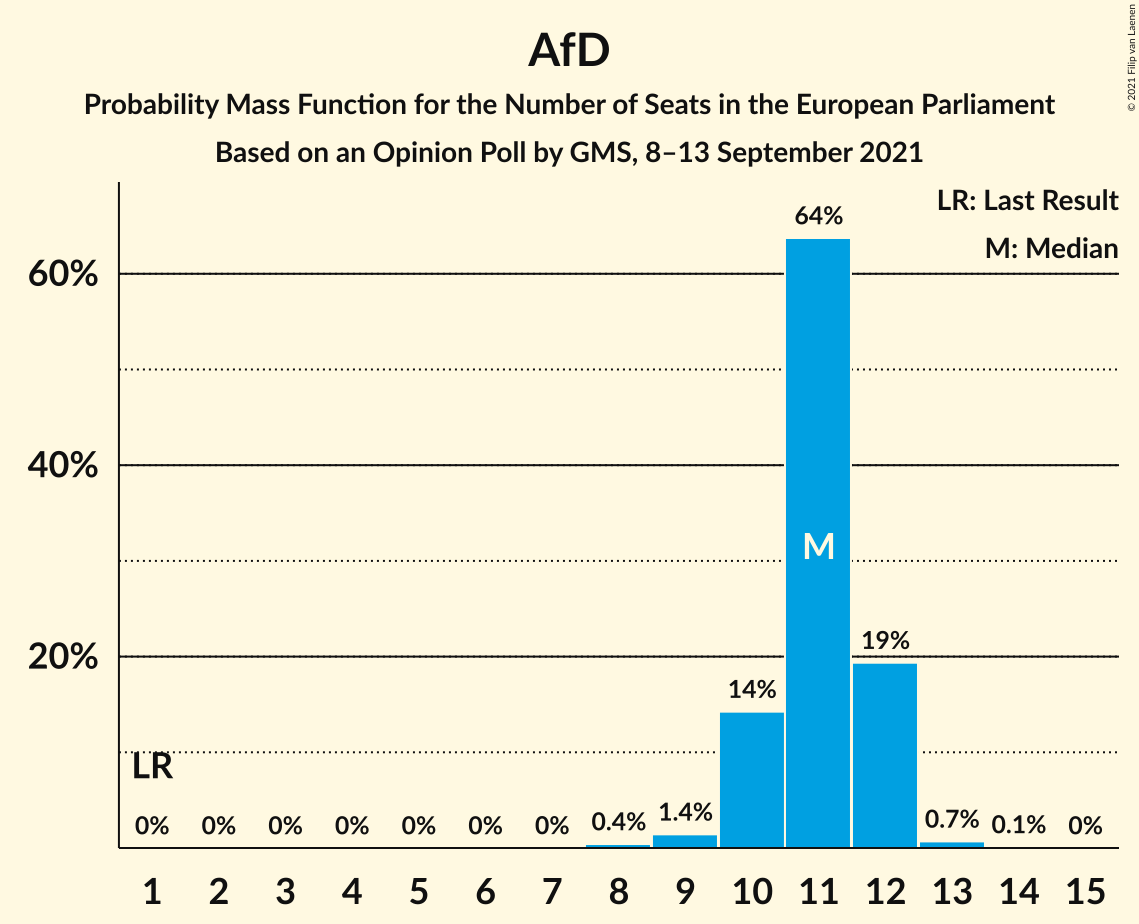 AfD
Probability Mass Function for the Number of Seats in the European Parliament
Based on an Opinion Poll by GMS, 8–13 September 2021
© 2021 Filip van Laenen
LR: Last Result
M: Median
60%
40%
20%
64%
M
19%
14%
LR
0% 0% 0% 0% 0% 0% 0% 0.4% 1.4% 0.7% 0.1% 0%
1 2 3 4 5 6 7 8 9 10 11 12 13 14 15